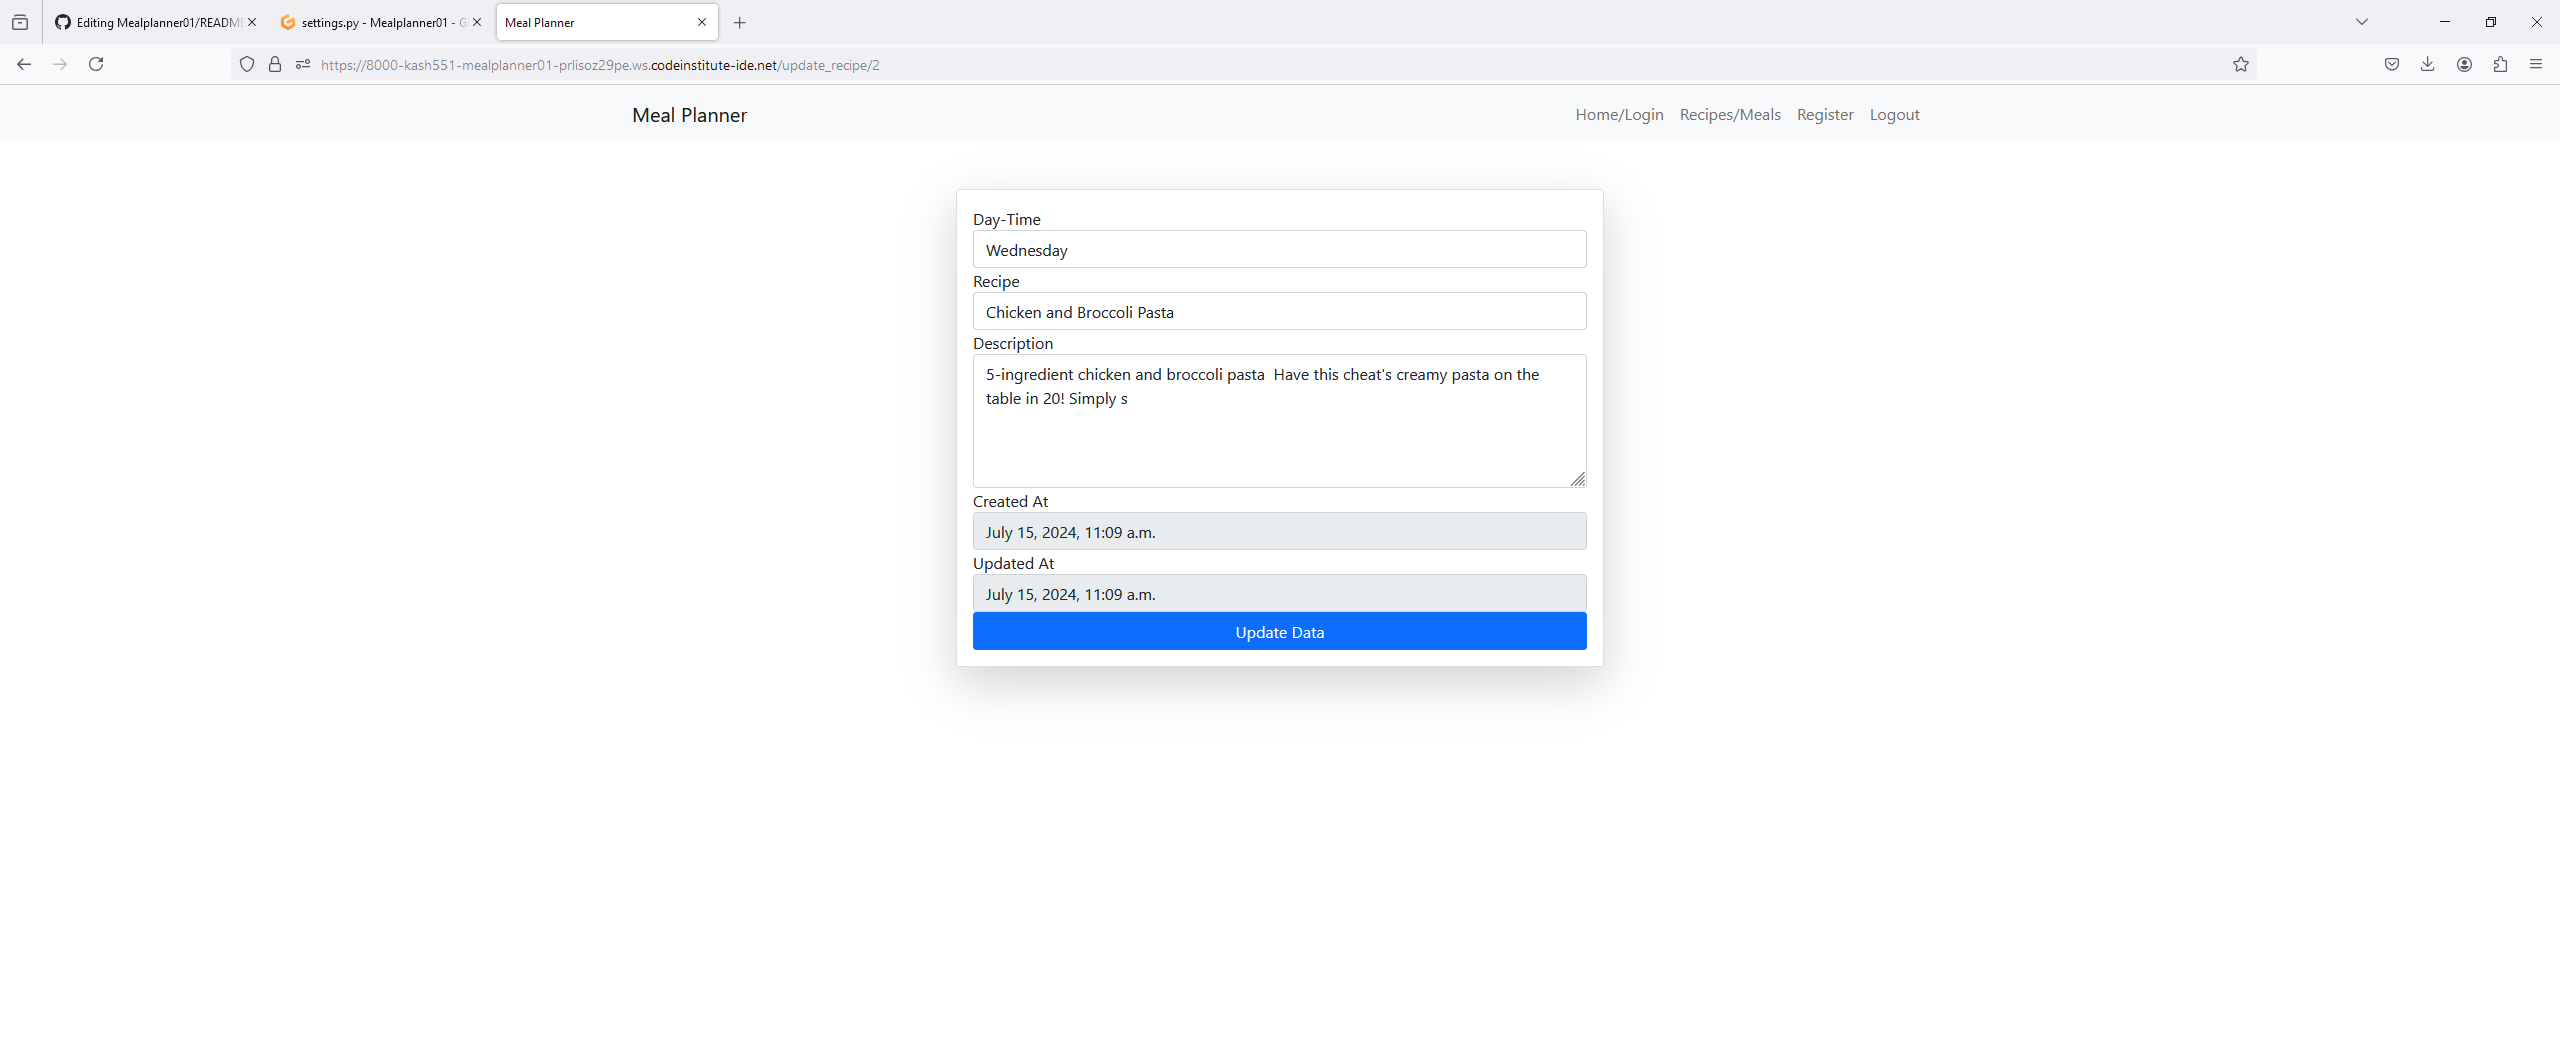 Editing Mealplanner01/READM
settings.py - Mealplanner01 - G
Meal Planner
https://8000-kash551-mealplanner01-prlisoz29pe.ws.codeinstitute-ide.net/update_recipe/2
Meal Planner
Home/Login Recipes/Meals Register Logout
Day-Time
Wednesday
Recipe
Chicken and Broccoli Pasta
Description
5-ingredient chicken and broccoli pasta  Have this cheat's creamy pasta on the
table in 20! Simply s
Created At
July 15, 2024, 11:09 a.m.
Updated At
July 15, 2024, 11:09 a.m.
Update Data